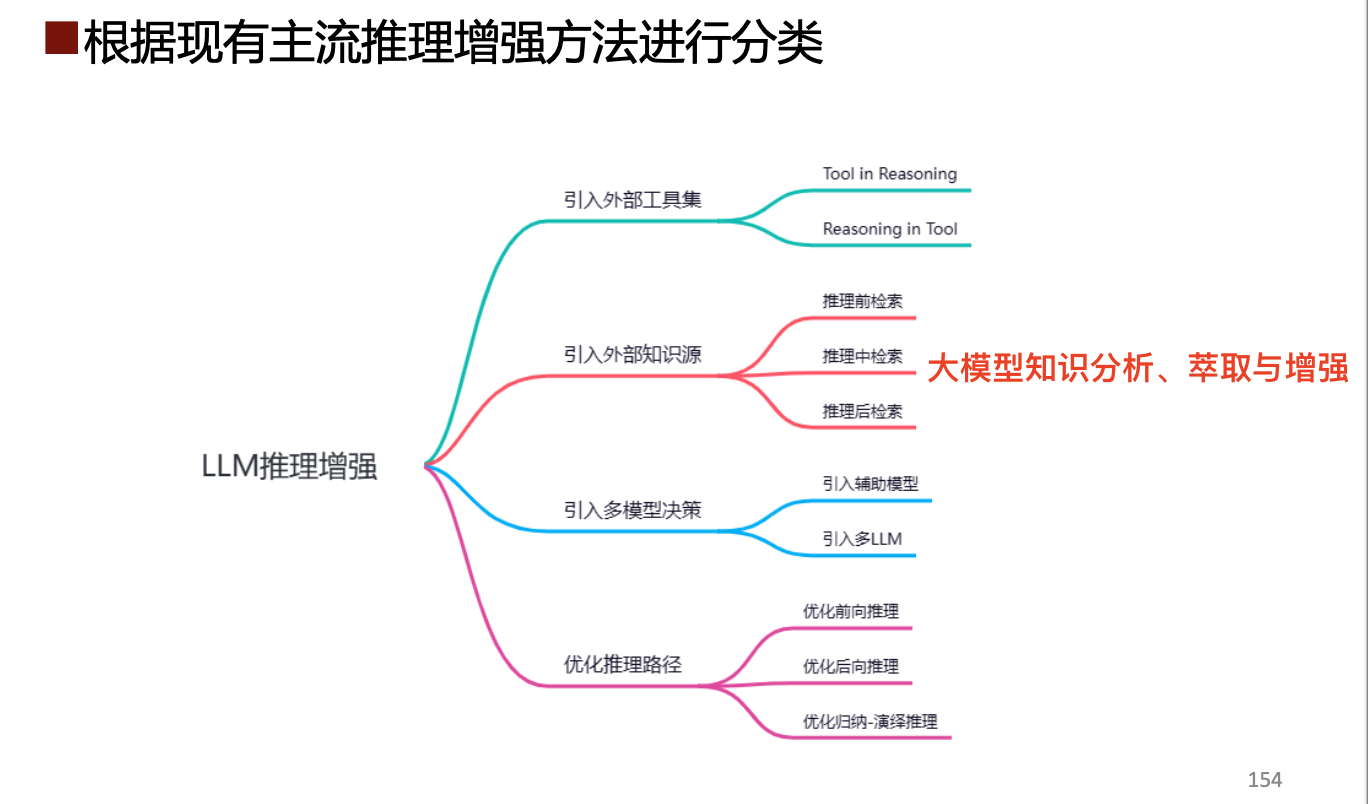 根据现有主流推理增强方法进行分类
Tool in Reasoning
引入外部工具集
Reasoning in Tool
推理前检索
引入外部知识源
推理中检索
大模型知识分析、萃取与增强
推理后检索
LLM推理增强
引入辅助模型
引入多模型决策
引入多LLM
优化前向推理
优化推理路径
优化后向推理
优化归纳-演绎推理
154